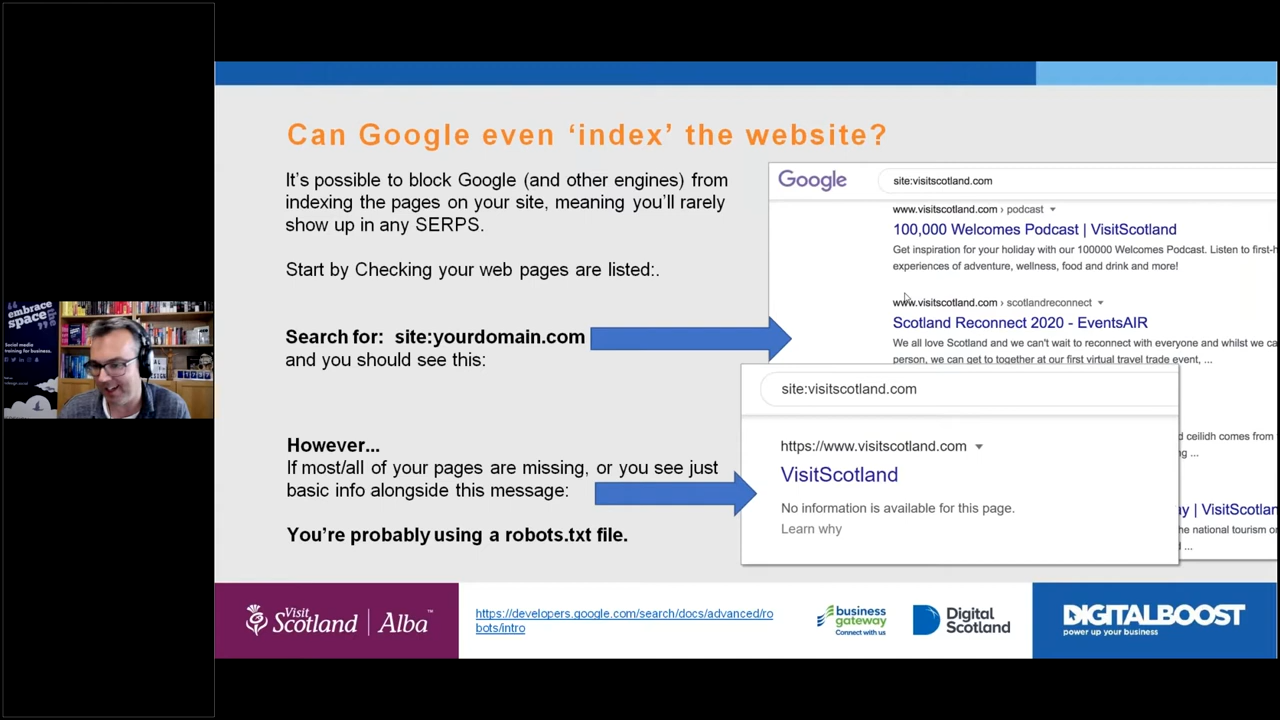 Can Google even ‘index’ the website?
It’s possible to block Google (and other engines) from
indexing the pages on your site, meaning you’ll rarely
show up in any SERPS.
Start by Checking your web pages are listed:.
Search for: site:yourdomain.com
and you should see this:
However...
If most/all of your pages are missing, or you see just
basic info alongside this message:
You’re probably using a robots.txt file.
Google
site:visitscotland.com
www.visitscotland.com › podcast
100,000 Welcomes Podcast | VisitScotland
Get inspiration for your holiday with our 100000 Welcomes Podcast. Listen to first-h
experiences of adventure, wellness, food and drink and more!
www.visitscotland.com › scotlandreconnect
Scotland Reconnect 2020 - EventsAIR
We all love Scotland and we can't wait to reconnect with everyone and whilst we ca
person, we can get to together at our first virtual travel trade event, ...
d ceilidh comes from
ng ...
y | VisitScotland
he national tourism or
d ...
site:visitscotland.com
https://www.visitscotland.com
VisitScotland
No information is available for this page.
Learn why
embrace
the
space
Social media
training for business.
Visit
Scotland | Alba™
https://developers.google.com/search/docs/advanced/ro
bots/intro
business
gateway
Connect with us
Digital
Scotland
DIGITALBOOST
power up your business